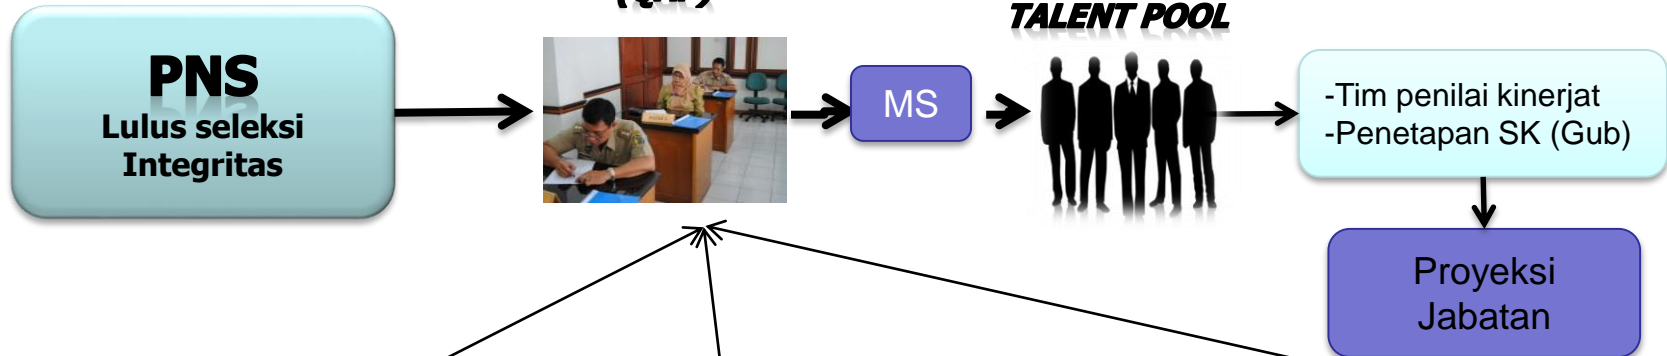 TALENT POOL
PNS
Lulus seleksi
Integritas
MS
-Tim penilai kinerjat
-Penetapan SK (Gub)
Proyeksi
Jabatan